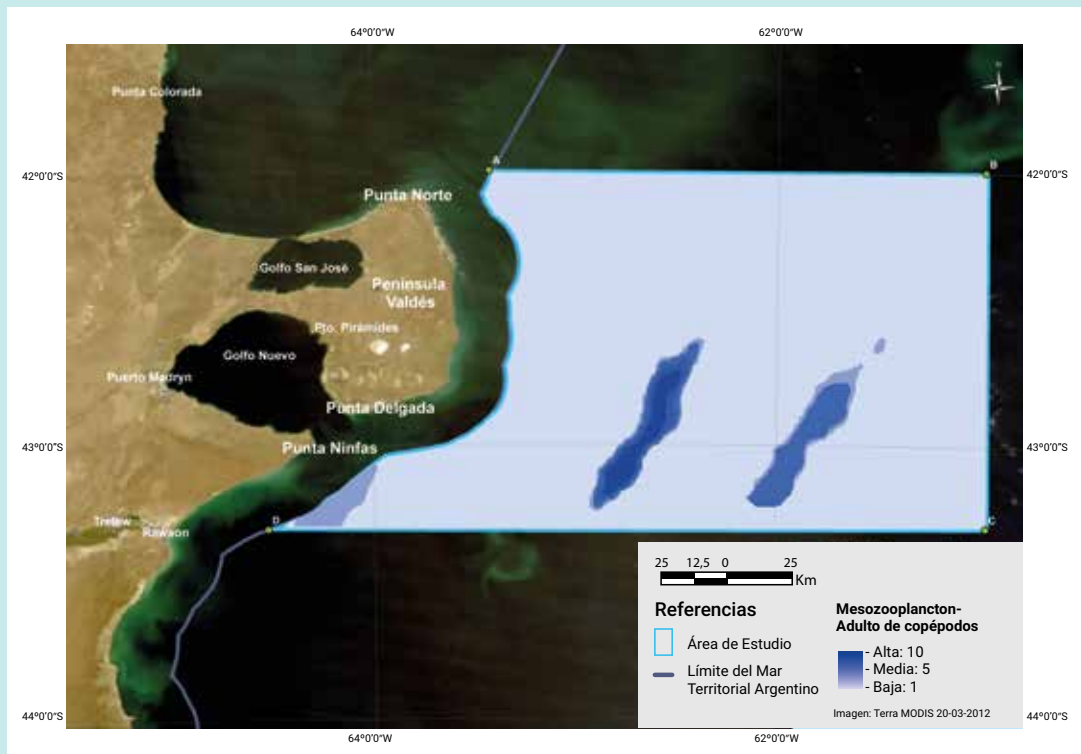 64°0'0"W
62°0'0"W
Punta Colorada
N
A
B
42°0'0"S
42°0'0"S
Punta Norte
Golfo San José
Península
Valdés
Pto. Pirámides
Golfo Nuevo
Puerto Madryn
Punta Delgada
43°0'0"S
43°0'0"S
Punta Ninfas
D
C
Trelew
Rawson
25 12,5 0 25
Km
Referencias
Área de Estudio
Límite del Mar
Territorial Argentino
Mesozooplancton-
Adulto de copépodos
- Alta: 10
- Media: 5
- Baja: 1
Imagen: Terra MODIS 20-03-2012
44°0'0"S
44°0'0"S
64°0'0"W
62°0'0"W